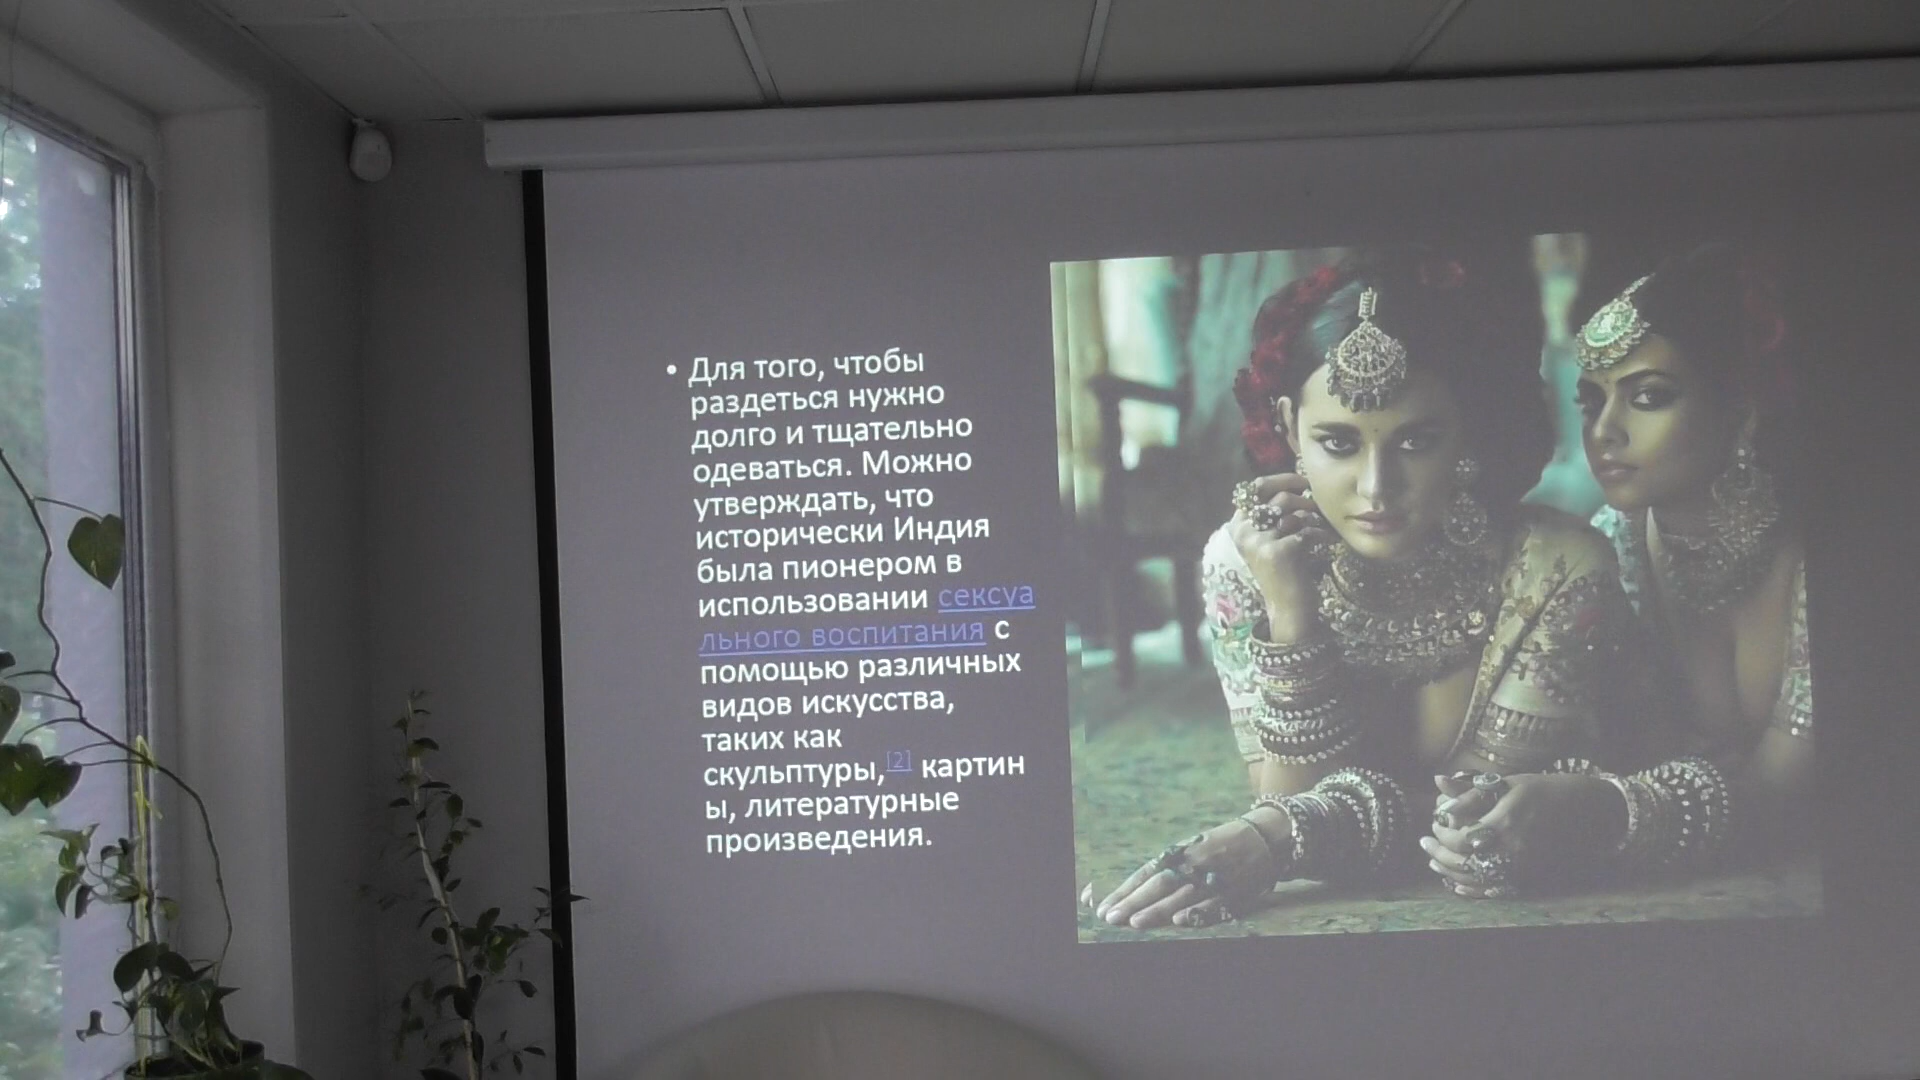 • Для того, чтобы
раздеться нужно
долго и тщательно
одеваться. Можно
утверждать, что
исторически Индия
была пионером в
использовании сексуа
льного воспитания с
помощью различных
видов искусства,
таких как
скульптуры,[2] картин
ы, литературные
произведения.